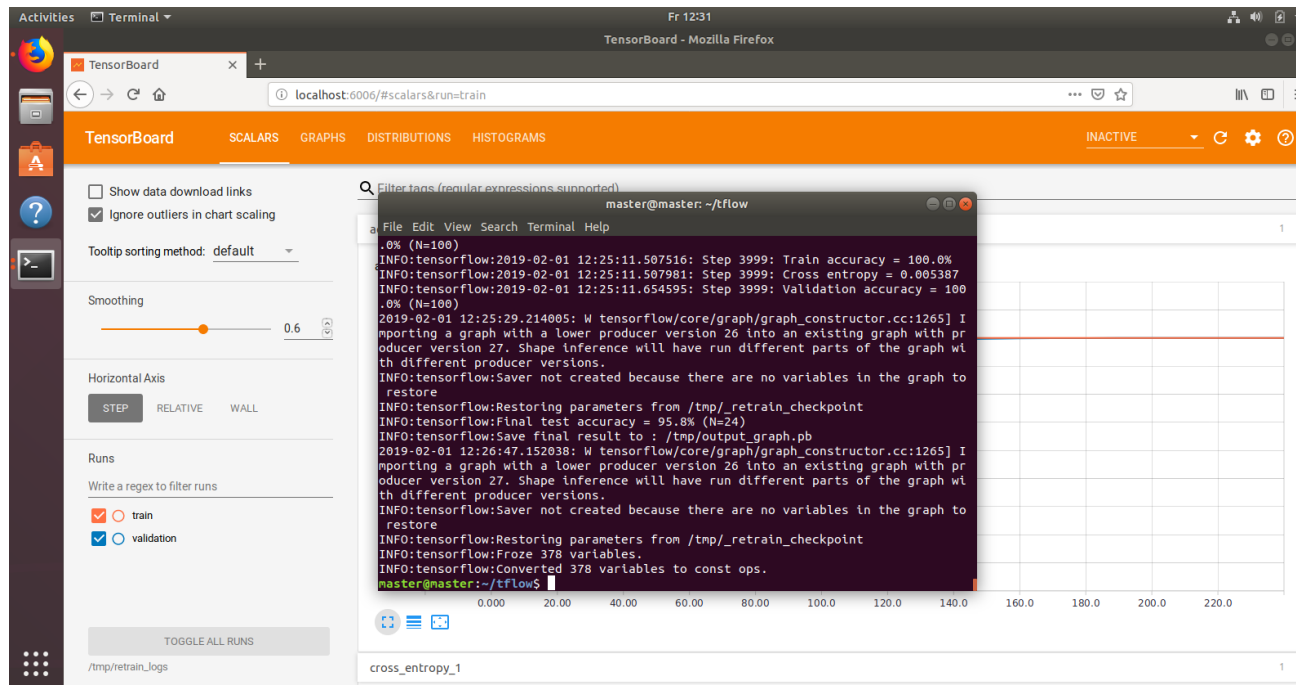 Activities Terminal Fr 12:31
TensorBoard - Mozilla Firefox
TensorBoard
localhost:6006/#scalars&run=train
TensorBoard SCALARS GRAPHS DISTRIBUTIONS HISTOGRAMS INACTIVE
Show data download links
Ignore outliers in chart scaling
Tooltip sorting method: default
Smoothing
0.6
Horizontal Axis
STEP RELATIVE WALL
Runs
Write a regex to filter runs
train
validation
TOGGLE ALL RUNS
/tmp/retrain_logs
Filter tags (regular expressions supported)
1
master@master: ~/tflow
File Edit View Search Terminal Help
.0% (N=100)
INFO:tensorflow:2019-02-01 12:25:11.507516: Step 3999: Train accuracy = 100.0%
INFO:tensorflow:2019-02-01 12:25:11.507981: Step 3999: Cross entropy = 0.005387
INFO:tensorflow:2019-02-01 12:25:11.654595: Step 3999: Validation accuracy = 100
.0% (N=100)
2019-02-01 12:25:29.214005: W tensorflow/core/graph/graph_constructor.cc:1265] I
mporting a graph with a lower producer version 26 into an existing graph with pr
oducer version 27. Shape inference will have run different parts of the graph wi
th different producer versions.
INFO:tensorflow:Saver not created because there are no variables in the graph to
restore
INFO:tensorflow:Restoring parameters from /tmp/_retrain_checkpoint
INFO:tensorflow:Final test accuracy = 95.8% (N=24)
INFO:tensorflow:Save final result to : /tmp/output_graph.pb
2019-02-01 12:26:47.152038: W tensorflow/core/graph/graph_constructor.cc:1265] I
mporting a graph with a lower producer version 26 into an existing graph with pr
oducer version 27. Shape inference will have run different parts of the graph wi
th different producer versions.
INFO:tensorflow:Saver not created because there are no variables in the graph to
restore
INFO:tensorflow:Restoring parameters from /tmp/_retrain_checkpoint
INFO:tensorflow:Froze 378 variables.
INFO:tensorflow:Converted 378 variables to const ops.
master@master:~/tflow$
0.000 20.00 40.00 60.00 80.00 100.0 120.0 140.0 160.0 180.0 200.0 220.0
cross_entropy_1 1